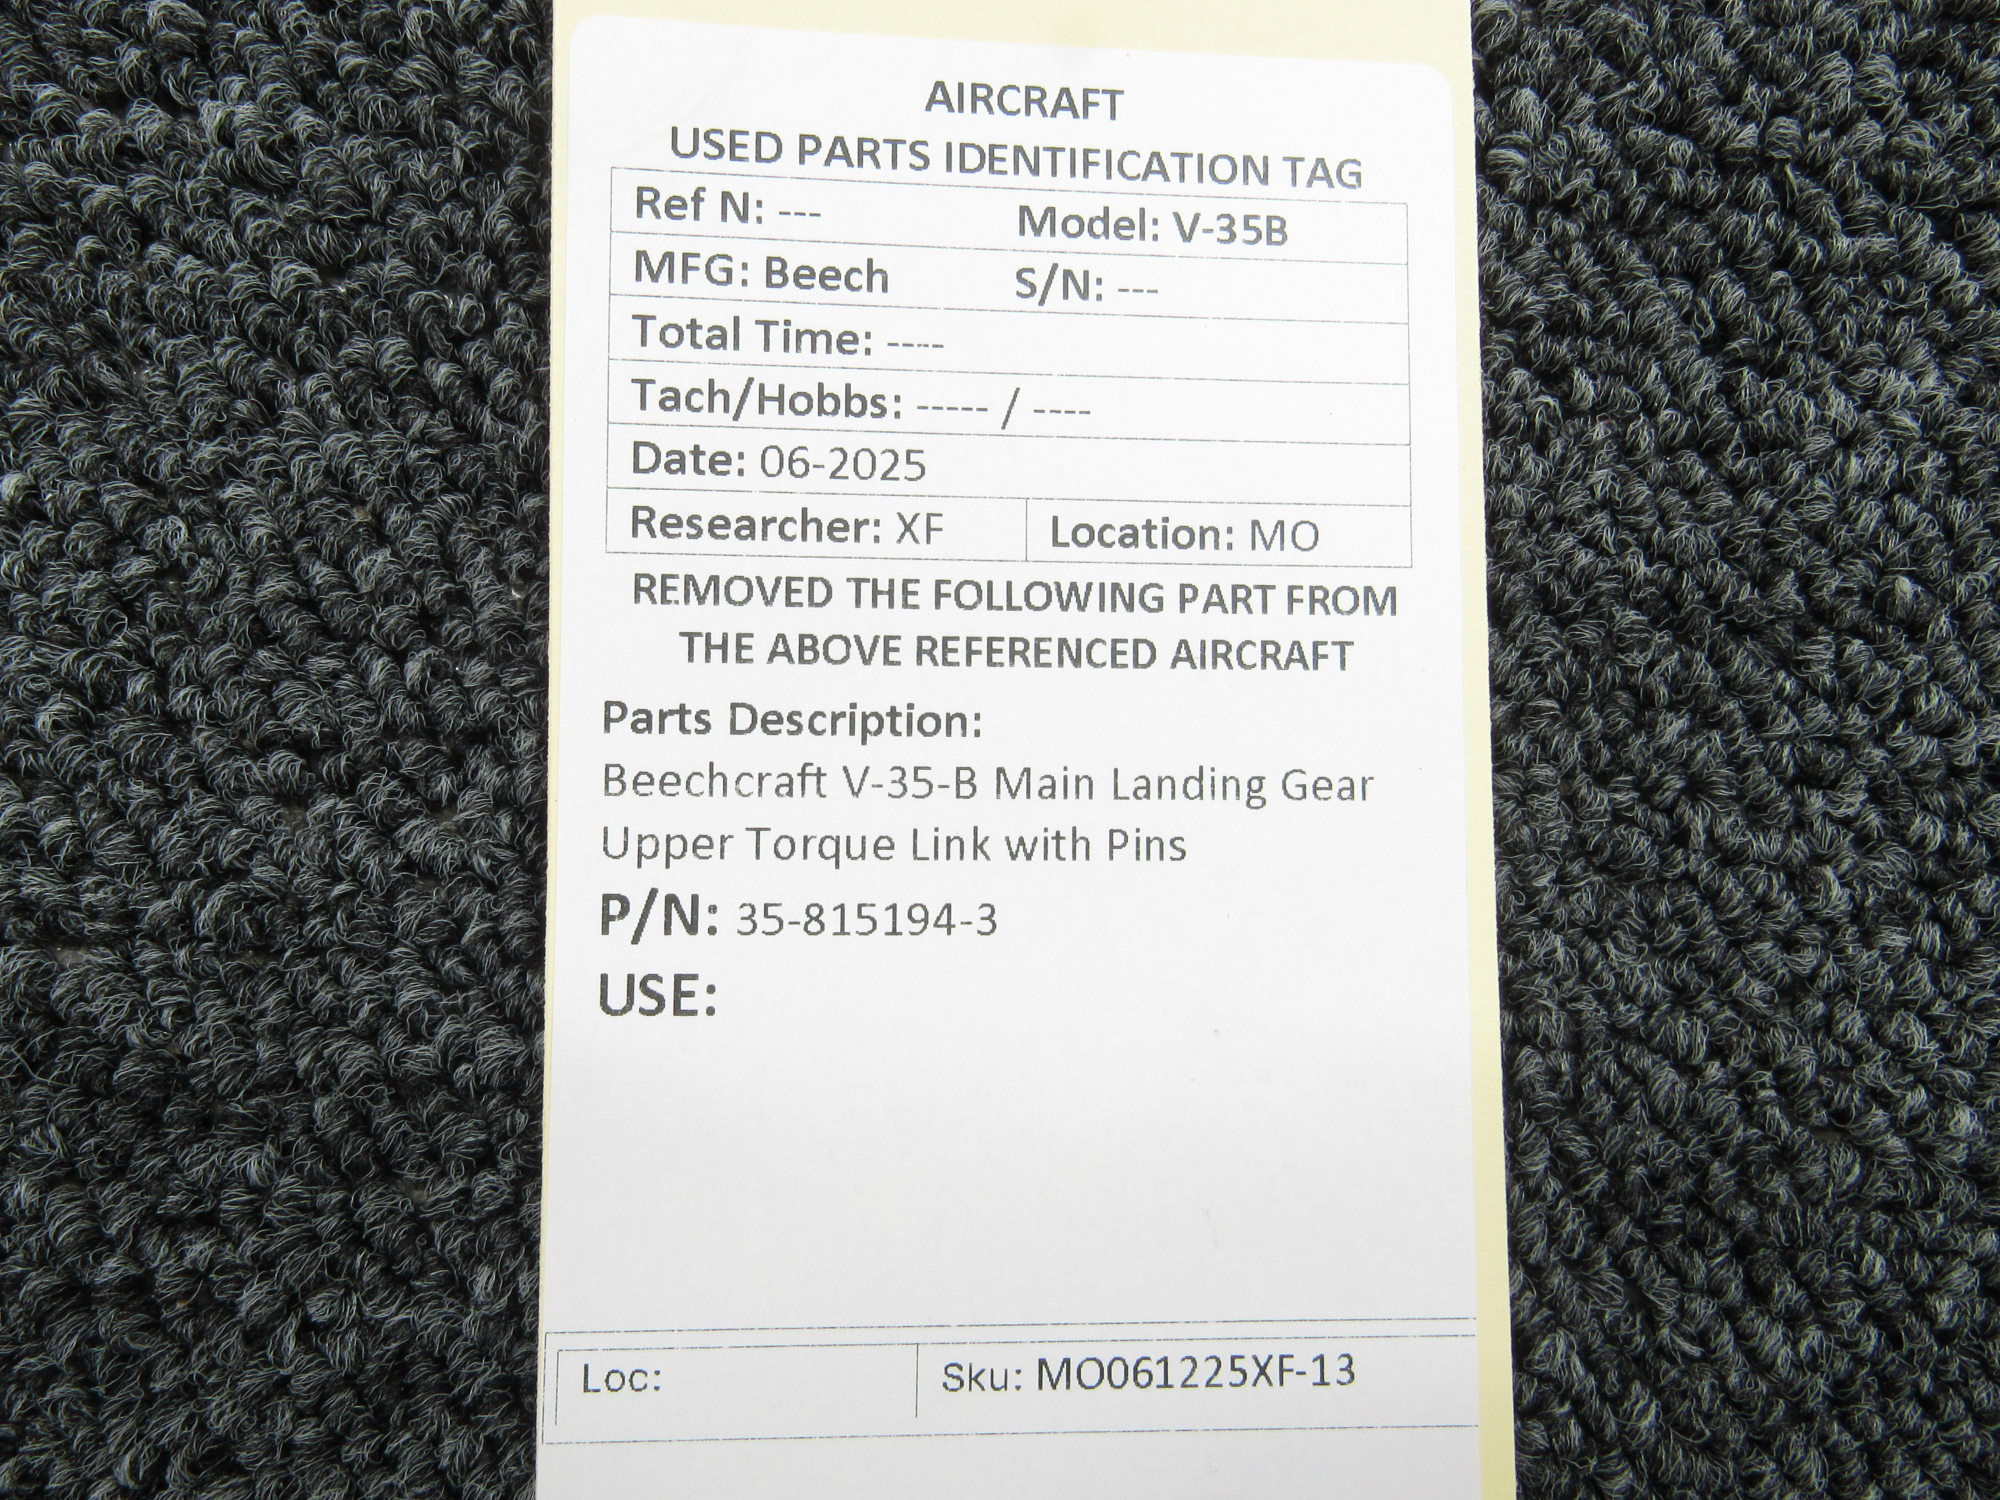 AIRCRAFT
USED PARTS IDENTIFICATION TAG
Ref N: --- Model: V-35B
MFG: Beech S/N: ---
Total Time: ----
Tach/Hobbs: ----- / ----
Date: 06-2025
Researcher: XF Location: MO
REMOVED THE FOLLOWING PART FROM
THE ABOVE REFERENCED AIRCRAFT
Parts Description:
Beechcraft V-35-B Main Landing Gear
Upper Torque Link with Pins
P/N: 35-815194-3
USE:
Loc: Sku: MO061225XF-13